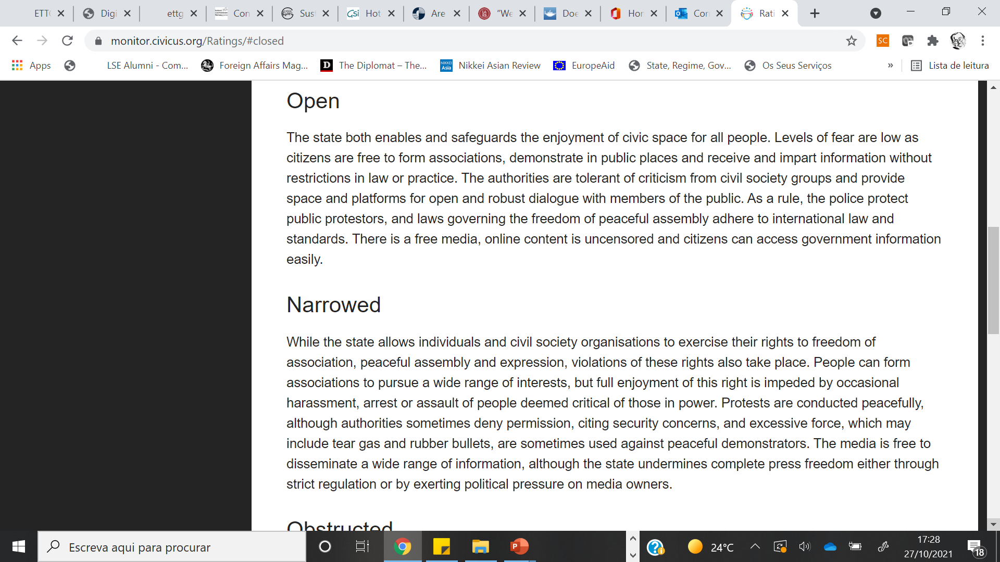 ETTG
Digi
ettg
Con
Sust
Gsi Hot
Are
LARB "We
Doe
Hor
Cor
Rati
monitor.civicus.org/Ratings/#closed
SC
Apps
LSE Alumni - Com...
Foreign Affairs Mag...
D The Diplomat – The...
NIKKEI Asia Nikkei Asian Review
EuropeAid
State, Regime, Gov...
Os Seus Serviços
»
Lista de leitura
Open
The state both enables and safeguards the enjoyment of civic space for all people. Levels of fear are low as
citizens are free to form associations, demonstrate in public places and receive and impart information without
restrictions in law or practice. The authorities are tolerant of criticism from civil society groups and provide
space and platforms for open and robust dialogue with members of the public. As a rule, the police protect
public protestors, and laws governing the freedom of peaceful assembly adhere to international law and
standards. There is a free media, online content is uncensored and citizens can access government information
easily.
Narrowed
While the state allows individuals and civil society organisations to exercise their rights to freedom of
association, peaceful assembly and expression, violations of these rights also take place. People can form
associations to pursue a wide range of interests, but full enjoyment of this right is impeded by occasional
harassment, arrest or assault of people deemed critical of those in power. Protests are conducted peacefully,
although authorities sometimes deny permission, citing security concerns, and excessive force, which may
include tear gas and rubber bullets, are sometimes used against peaceful demonstrators. The media is free to
disseminate a wide range of information, although the state undermines complete press freedom either through
strict regulation or by exerting political pressure on media owners.
Obstructed
Escreva aqui para procurar
24°C
17:28
27/10/2021
18